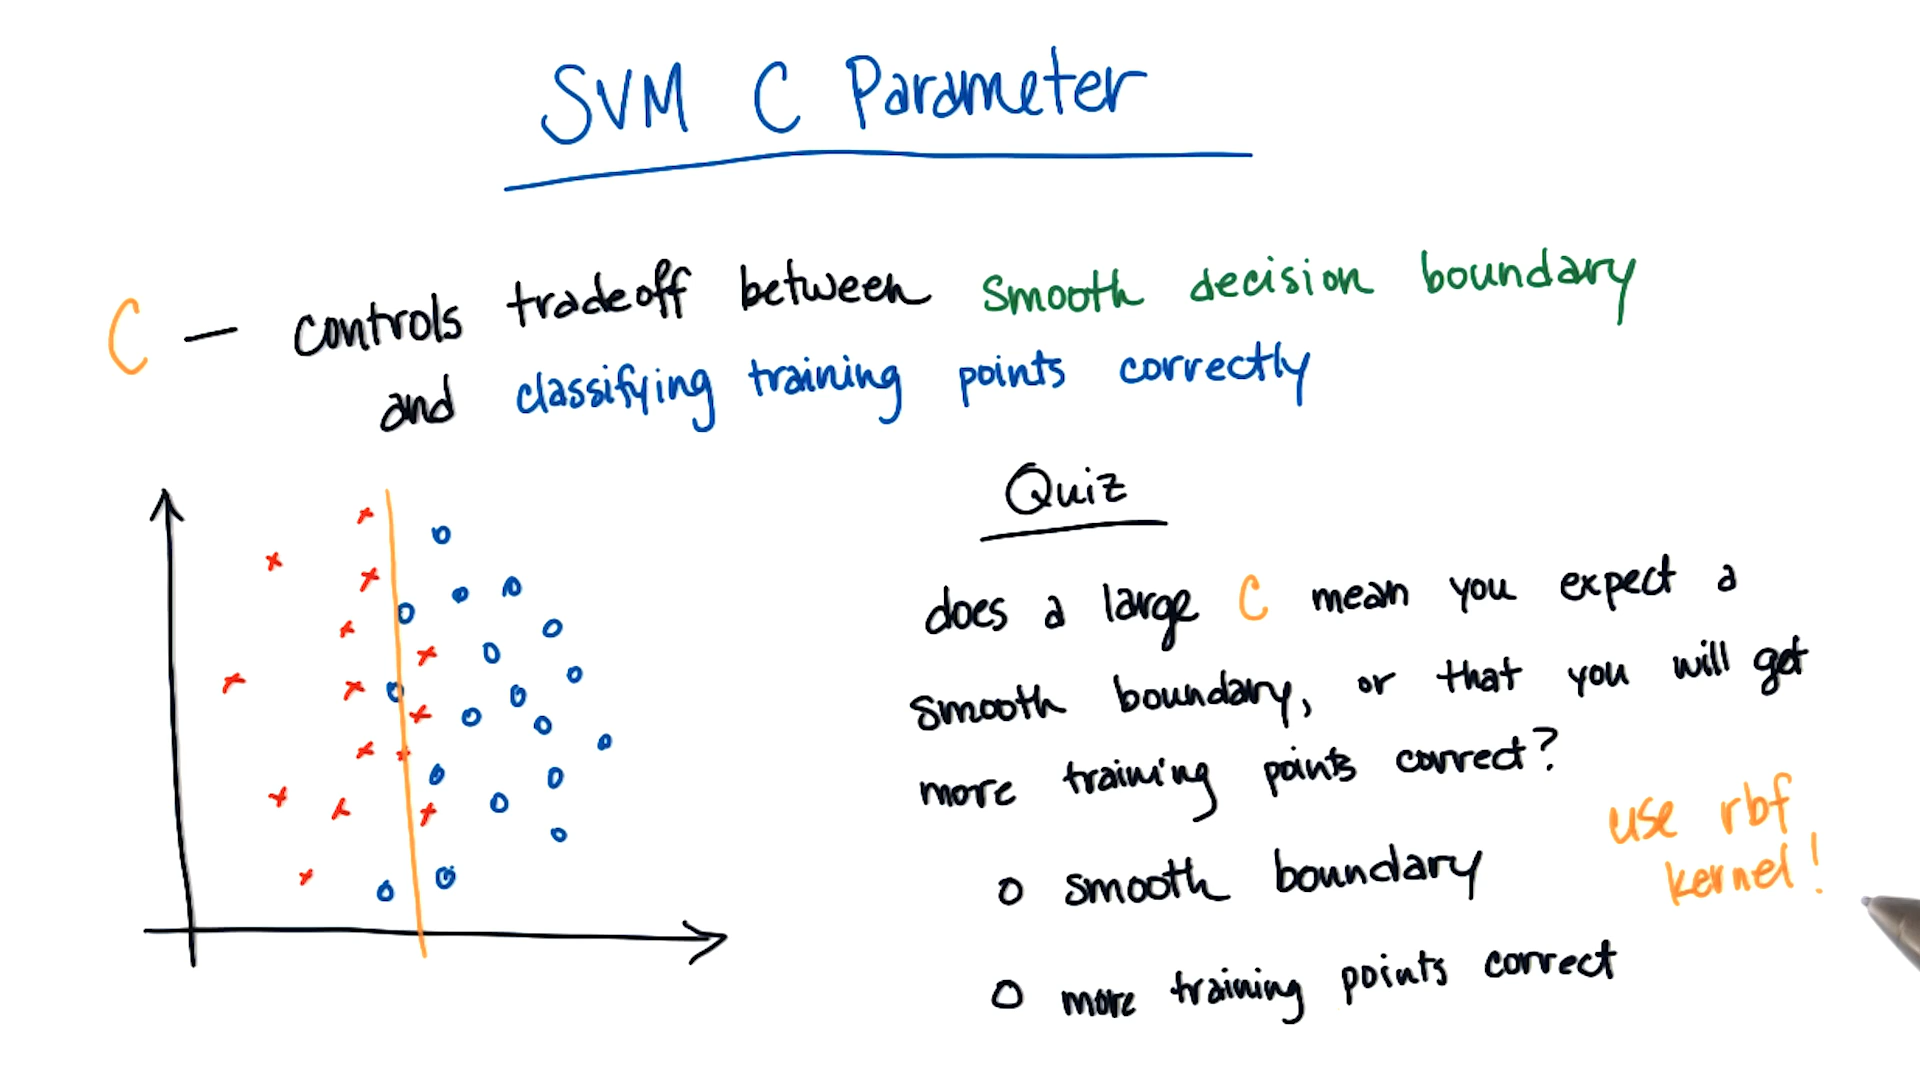 SVM C Parameter
C — controls tradeoff between smooth decision boundary
and classifying training points correctly
Quiz
does a large C mean you expect a
smooth boundary, or that you will get
more training points correct?
use rbf
kernel!
o smooth boundary
o more training points correct